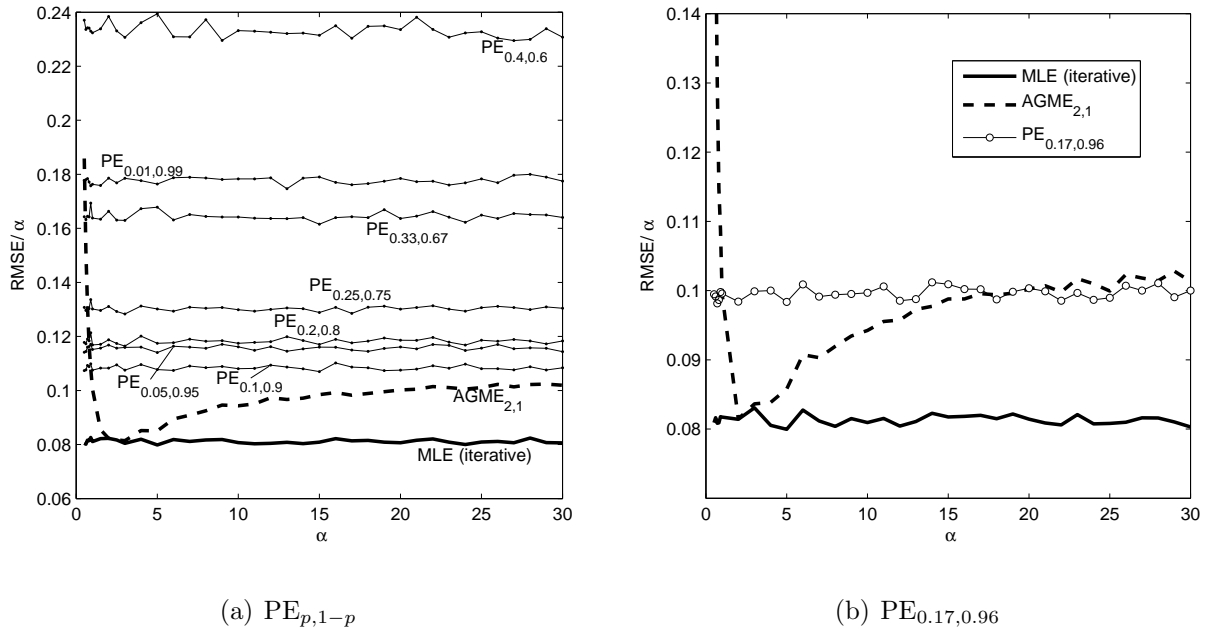 0.24
0.22
0.2
0.18
0.16
0.14
0.12
0.1
0.08
0.06
RMSE/ α
0
5
10
15
20
25
30
α
PE0.4,0.6
PE0.01,0.99
PE0.33,0.67
PE0.25,0.75
PE0.2,0.8
PE0.05,0.95
PE0.1,0.9
AGME2,1
MLE (iterative)
(a) PEp,1−p
0.14
0.13
0.12
0.11
0.1
0.09
0.08
RMSE/ α
0
5
10
15
20
25
30
α
MLE (iterative)
AGME2,1
PE0.17,0.96
(b) PE0.17,0.96